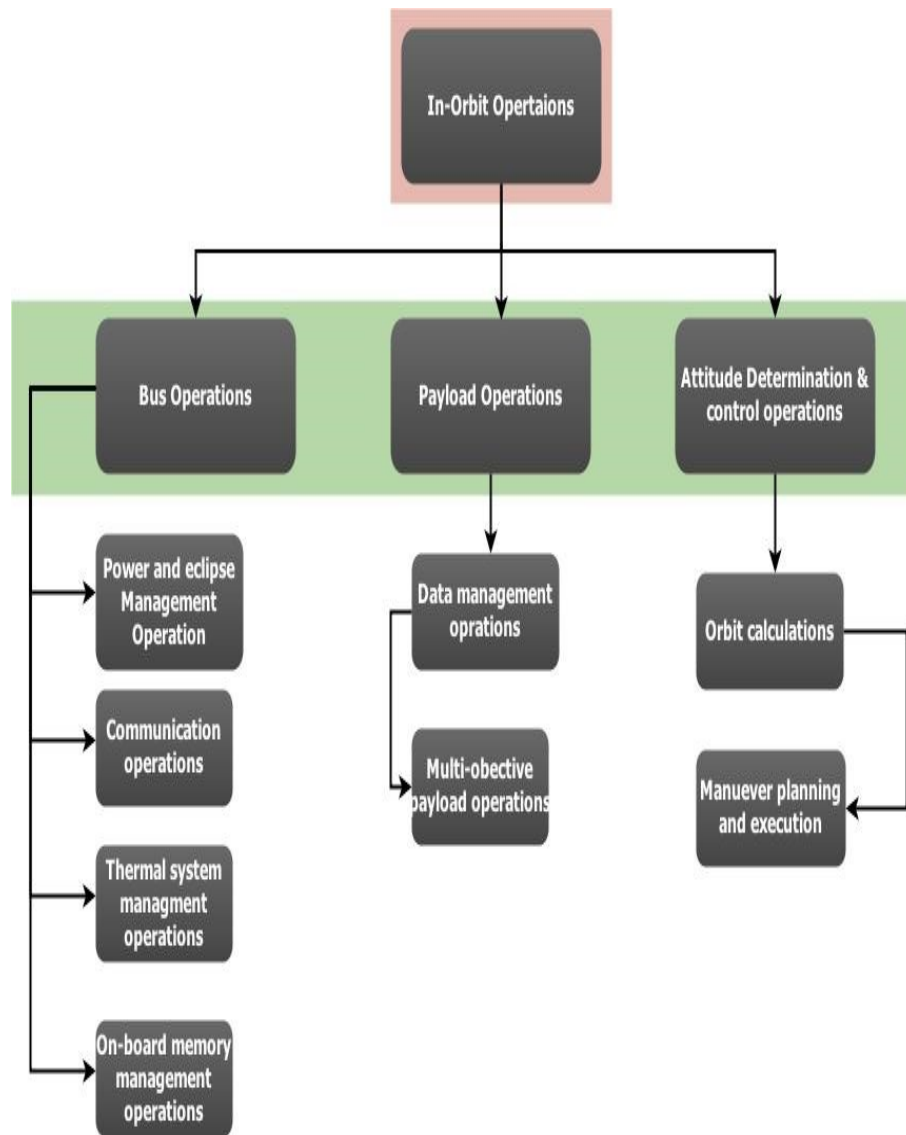 In-Orbit Opertaions
Bus Operations
Payload Operations
Attitude Determination &
control operations
Power and eclipse
Management
Operation
Communication
operations
Thermal system
managment
operations
On-board memory
management
operations
Data management
oprations
Multi-obective
payload operations
Orbit calculations
Manuever planning
and execution